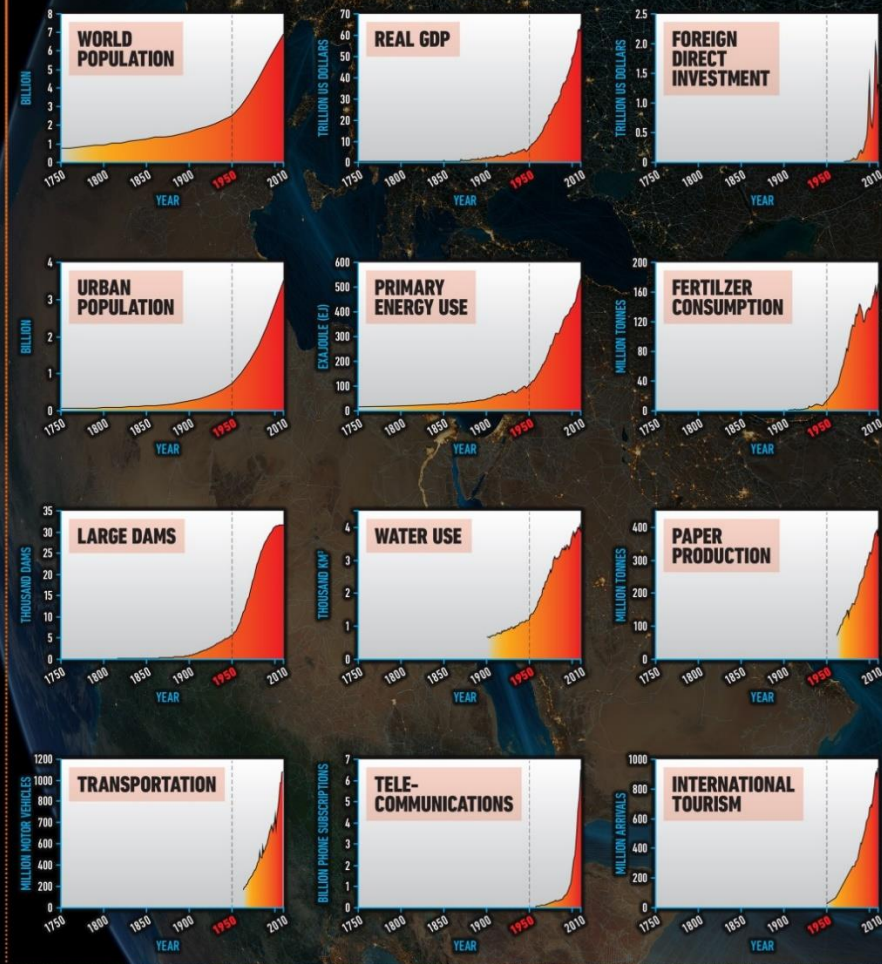 WORLD
POPULATION
BILLION
8
7
6
5
4
3
2
1
0
1750 1800 1850 1900 1950 2010
YEAR
REAL GDP
TRILLION US DOLLARS
70
60
50
40
30
20
10
0
1750 1800 1850 1900 1950 2010
YEAR
FOREIGN
DIRECT
INVESTMENT
TRILLION US DOLLARS
2.5
2.0
1.5
1.0
0.5
0
1750 1800 1850 1900 1950 2010
YEAR
URBAN
POPULATION
BILLION
4
3
2
1
0
1750 1800 1850 1900 1950 2010
YEAR
PRIMARY
ENERGY USE
EXAJOULE (EJ)
600
500
400
300
200
100
0
1750 1800 1850 1900 1950 2010
YEAR
FERTILZER
CONSUMPTION
MILLION TONNES
200
160
120
80
40
0
1750 1800 1850 1900 1950 2010
YEAR
LARGE DAMS
THOUSAND DAMS
35
30
25
20
15
10
5
0
1750 1800 1850 1900 1950 2010
YEAR
WATER USE
THOUSAND KM³
4
3
2
1
0
1750 1800 1850 1900 1950 2010
YEAR
PAPER
PRODUCTION
MILLION TONNES
400
300
200
100
0
1750 1800 1850 1900 1950 2010
YEAR
TRANSPORTATION
MILLION MOTOR VEHICLES
1200
1000
800
600
400
200
0
1750 1800 1850 1900 1950 2010
YEAR
TELE-
COMMUNICATIONS
BILLION PHONE SUBSCRIPTIONS
7
6
5
4
3
2
1
0
1750 1800 1850 1900 1950 2010
YEAR
INTERNATIONAL
TOURISM
MILLION ARRIVALS
1000
800
600
400
200
0
1750 1800 1850 1900 1950 2010
YEAR